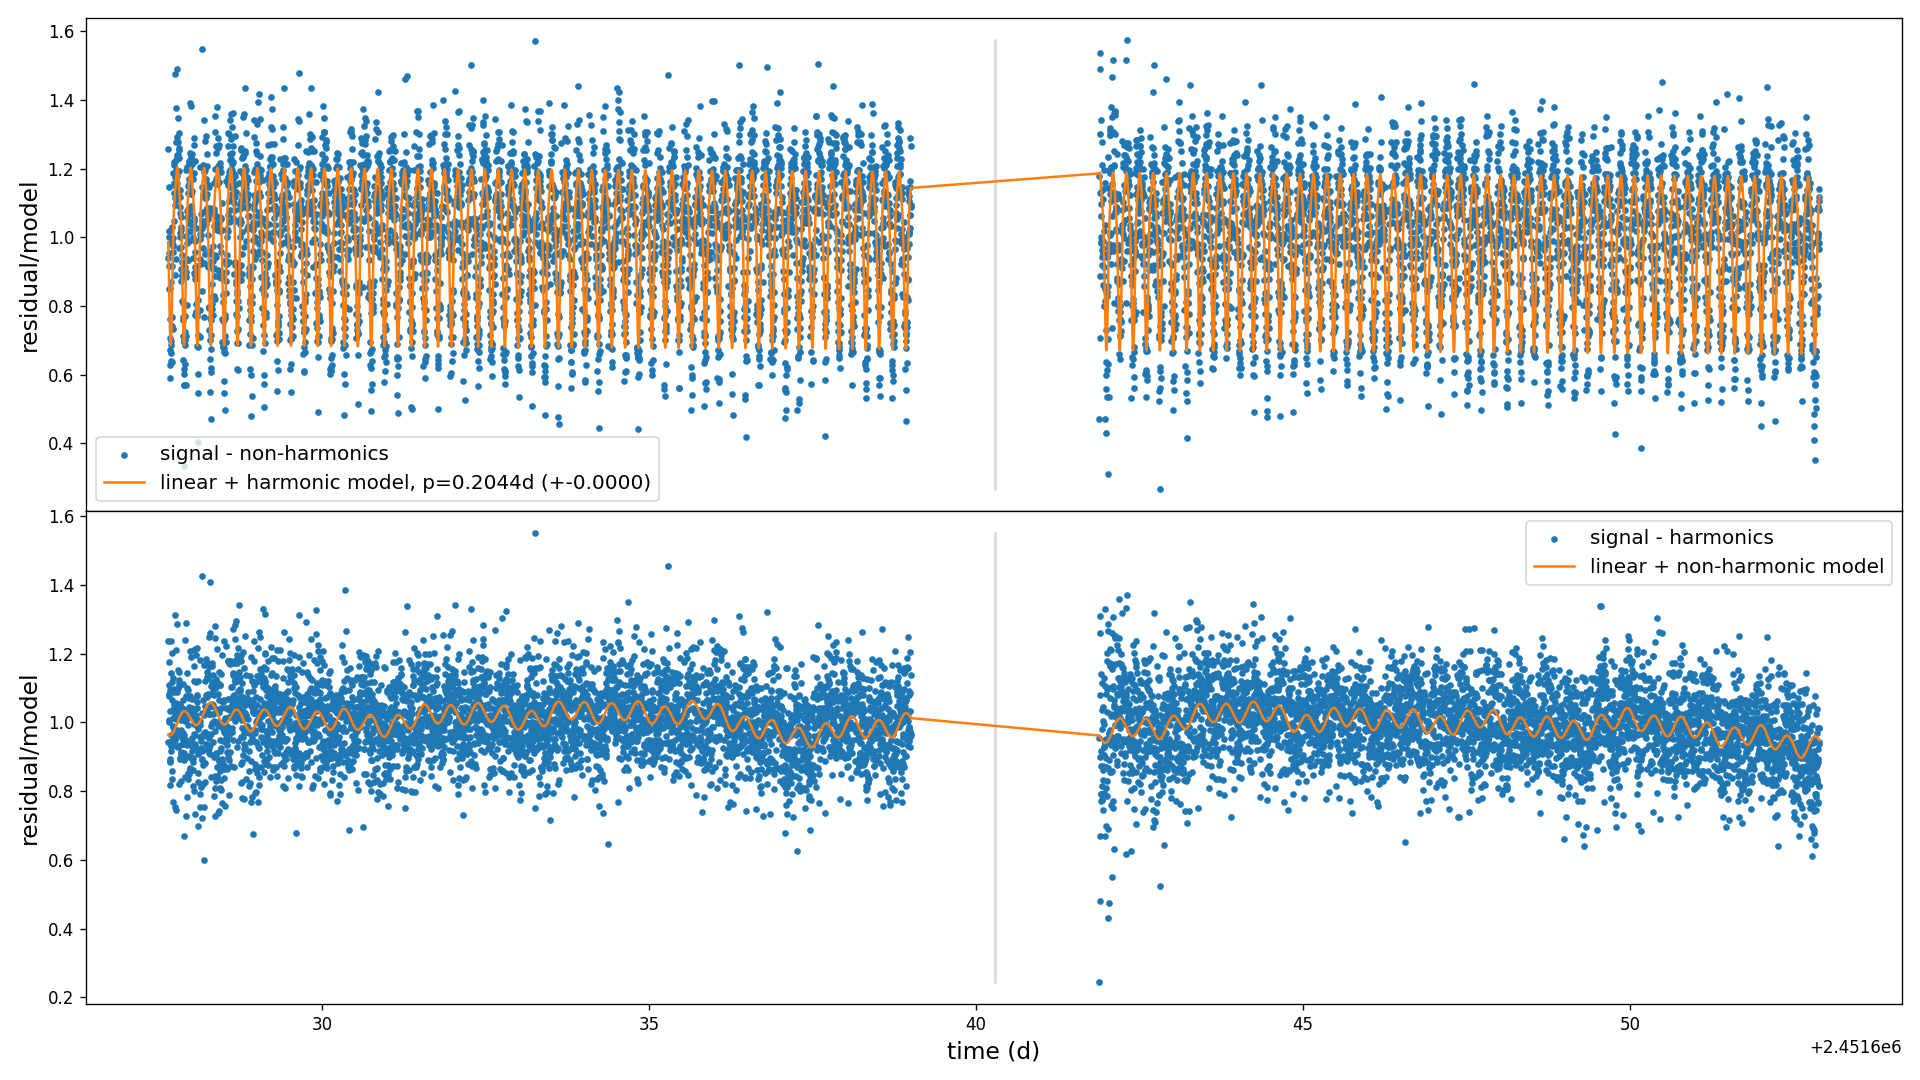 1.6
1.4
1.2
1.0
0.8
0.6
0.4
residual/model
signal - non-harmonics
linear + harmonic model, p=0.2044d (+-0.0000)
1.6
1.4
1.2
1.0
0.8
0.6
0.4
0.2
residual/model
signal - harmonics
linear + non-harmonic model
30 35 40 45 50
time (d)
+2.4516e6